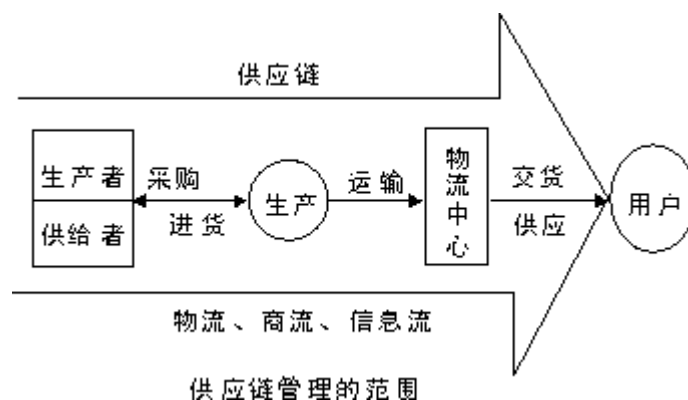 供应链
生产者
供给者
采购
进货
生产
运输
物流中心
交货
供应
用户
物流、商流、信息流
供应链管理的范围